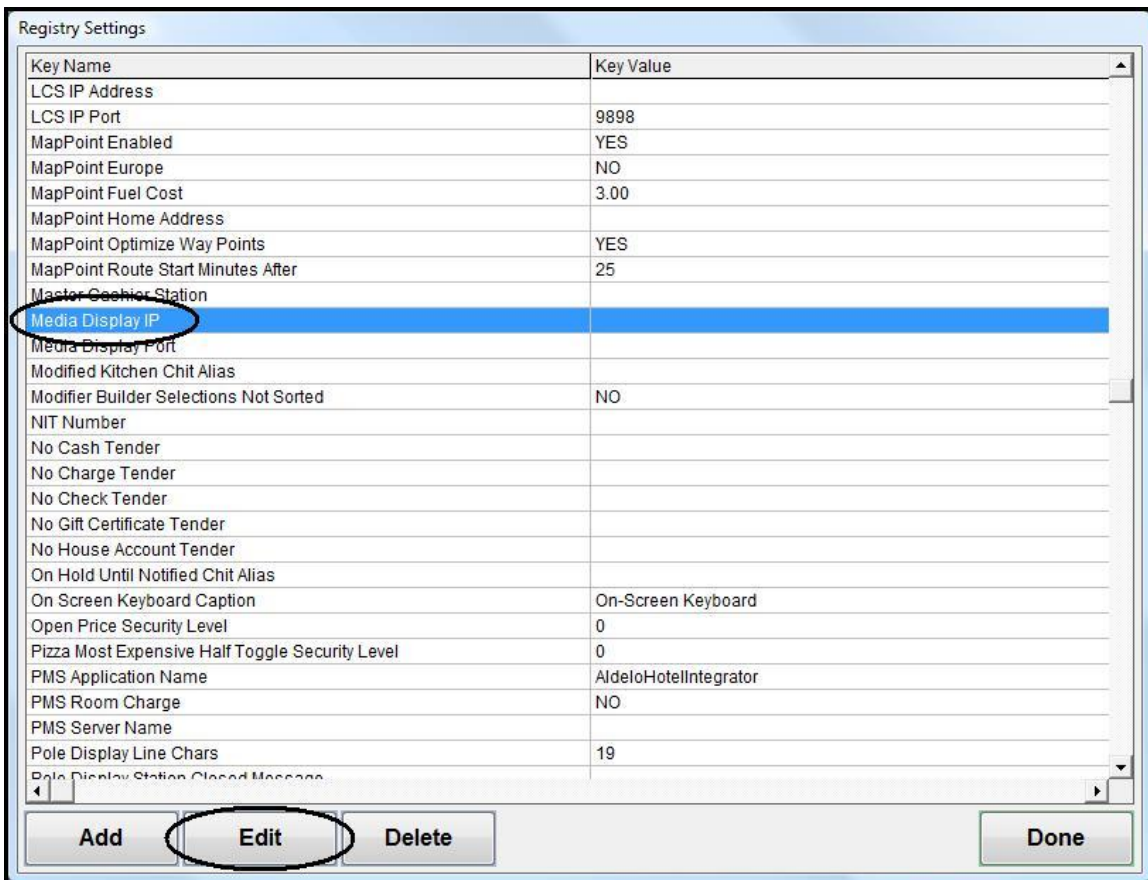 Registry Settings
Key Name Key Value
LCS IP Address
LCS IP Port 9898
MapPoint Enabled YES
MapPoint Europe NO
MapPoint Fuel Cost 3.00
MapPoint Home Address
MapPoint Optimize Way Points YES
MapPoint Route Start Minutes After 25
Master Cashier Station
Media Display IP
Media Display Port
Modified Kitchen Chit Alias
Modifier Builder Selections Not Sorted NO
NIT Number
No Cash Tender
No Charge Tender
No Check Tender
No Gift Certificate Tender
No House Account Tender
On Hold Until Notified Chit Alias
On Screen Keyboard Caption On-Screen Keyboard
Open Price Security Level 0
Pizza Most Expensive Half Toggle Security Level 0
PMS Application Name AldeloHotelIntegrator
PMS Room Charge NO
PMS Server Name
Pole Display Line Chars 19
Pole Display Station Closed Message
Add Edit Delete Done